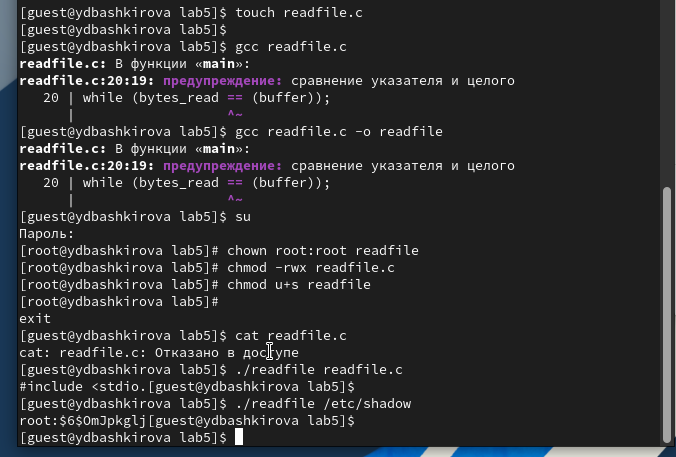 [guest@ydbashkirova lab5]$ touch readfile.c
[guest@ydbashkirova lab5]$
[guest@ydbashkirova lab5]$ gcc readfile.c
readfile.c: В функции «main»:
readfile.c:20:19: предупреждение: сравнение указателя и целого
   20 | while (bytes_read == (buffer));
      |                   ^~
[guest@ydbashkirova lab5]$ gcc readfile.c -o readfile
readfile.c: В функции «main»:
readfile.c:20:19: предупреждение: сравнение указателя и целого
   20 | while (bytes_read == (buffer));
      |                   ^~
[guest@ydbashkirova lab5]$ su
Пароль:
[root@ydbashkirova lab5]# chown root:root readfile
[root@ydbashkirova lab5]# chmod -rwx readfile.c
[root@ydbashkirova lab5]# chmod u+s readfile
[root@ydbashkirova lab5]#
exit
[guest@ydbashkirova lab5]$ cat readfile.c
cat: readfile.c: Отказано в доступе
[guest@ydbashkirova lab5]$ ./readfile readfile.c
#include <stdio.[guest@ydbashkirova lab5]$
[guest@ydbashkirova lab5]$ ./readfile /etc/shadow
root:$6$OmJpkglj[guest@ydbashkirova lab5]$
[guest@ydbashkirova lab5]$